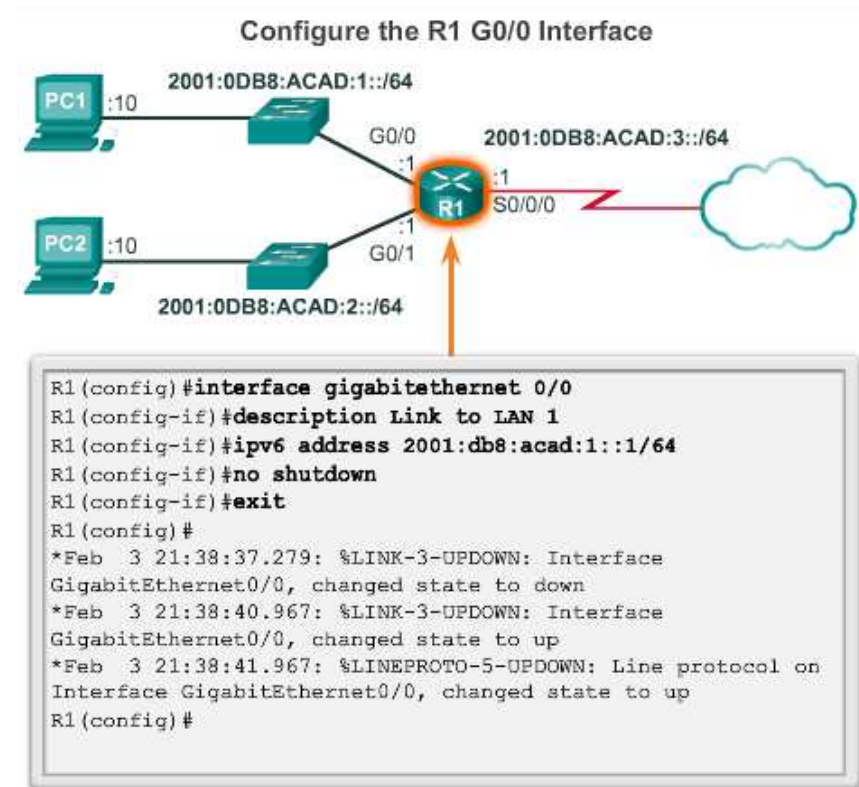 Configure the R1 G0/0 Interface
2001:0DB8:ACAD:1::/64
PC1
:10
G0/0
2001:0DB8:ACAD:3::/64
:1
:1
R1
S0/0/0
:1
PC2
:10
G0/1
2001:0DB8:ACAD:2::/64
R1(config)#interface gigabitethernet 0/0
R1(config-if)#description Link to LAN 1
R1(config-if)#ipv6 address 2001:db8:acad:1::1/64
R1(config-if)#no shutdown
R1(config-if)#exit
R1(config)#
*Feb  3 21:38:37.279: %LINK-3-UPDOWN: Interface
GigabitEthernet0/0, changed state to down
*Feb  3 21:38:40.967: %LINK-3-UPDOWN: Interface
GigabitEthernet0/0, changed state to up
*Feb  3 21:38:41.967: %LINEPROTO-5-UPDOWN: Line protocol on
Interface GigabitEthernet0/0, changed state to up
R1(config)#